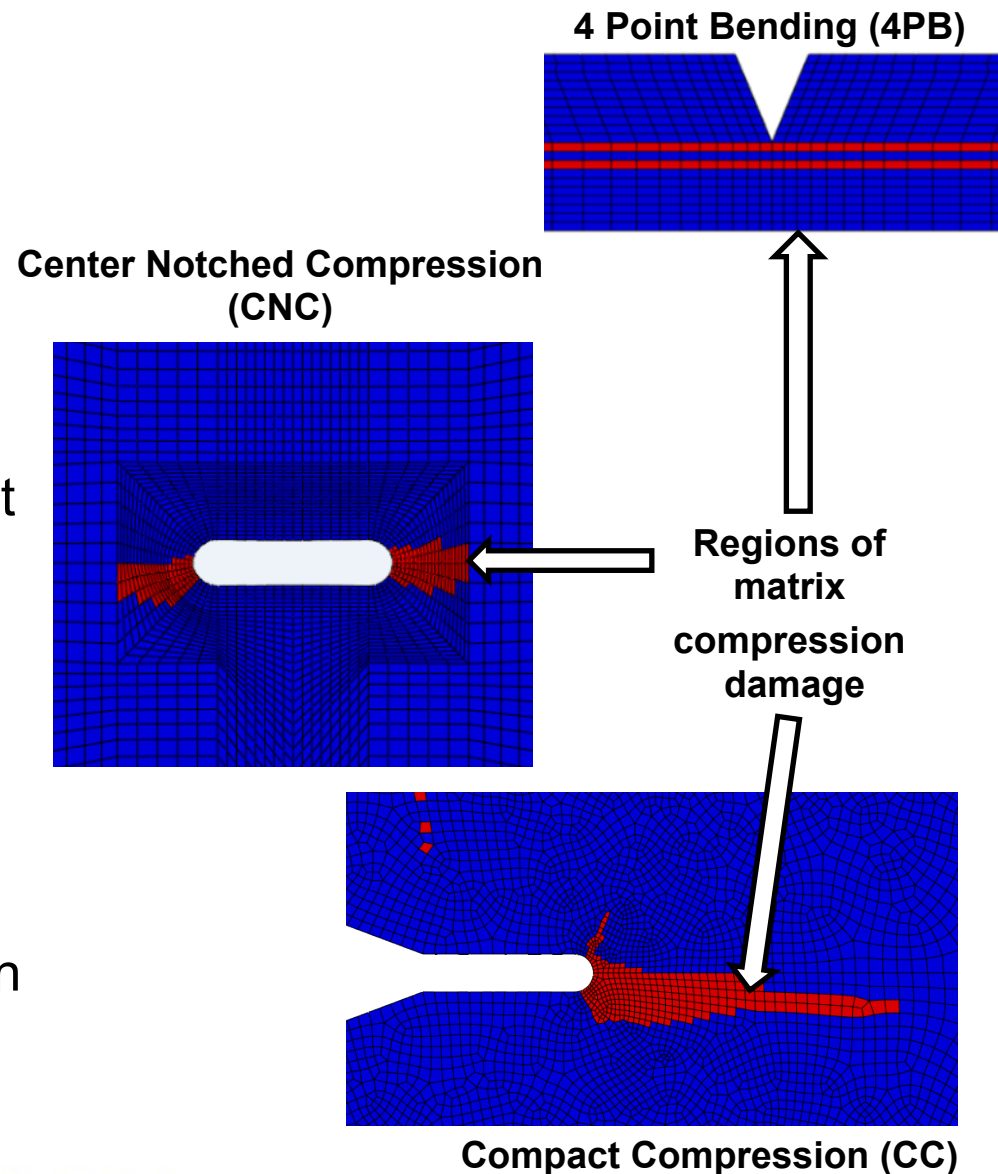 4 Point Bending (4PB)
Center Notched Compression
(CNC)
t
Regions of
matrix
compression
damage
n
Compact Compression (CC)